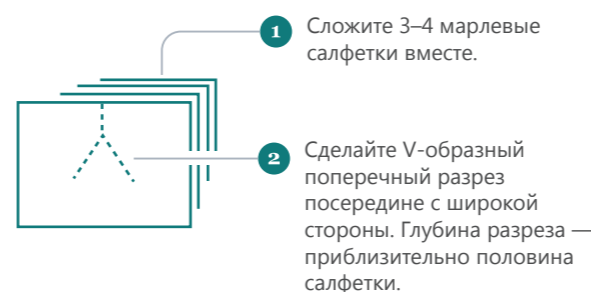 1 Сложите 3–4 марлевые
салфетки вместе.
2 Сделайте V-образный
поперечный разрез
посередине с широкой
стороны. Глубина разреза —
приблизительно половина
салфетки.